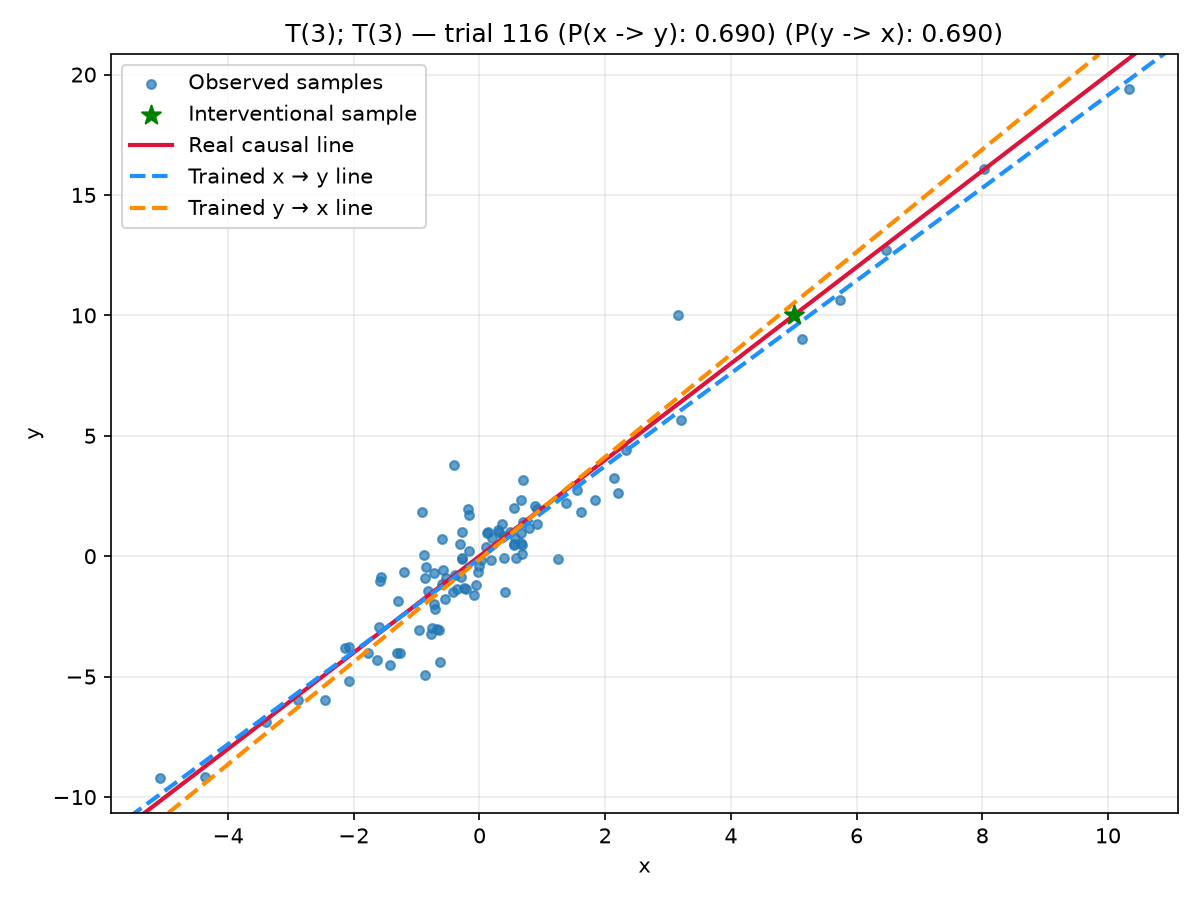 T(3); T(3) — trial 116 (P(x -> y): 0.690) (P(y -> x): 0.690)
Observed samples
Interventional sample
Real causal line
Trained x → y line
Trained y → x line
20
15
10
5
0
−5
−10
y
−4
−2
0
2
4
6
8
10
x